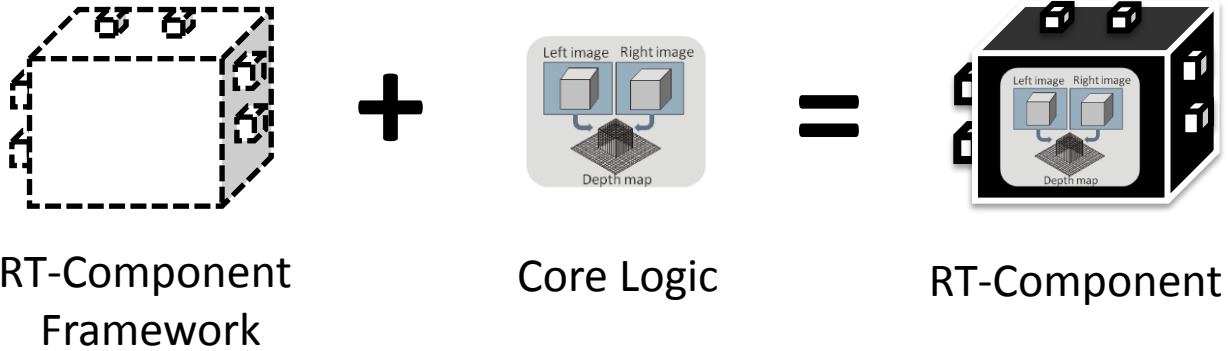 Left image Right image
Depth map
Left image Right image
Depth map
RT-Component
Framework
Core Logic
RT-Component